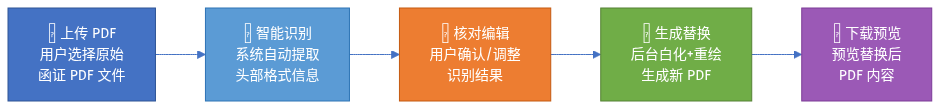 上传 PDF
用户选择原始
函证 PDF 文件
智能识别
系统自动提取
头部格式信息
核对编辑
用户确认/调整
识别结果
生成替换
后台白化+重绘
生成新 PDF
下载预览
预览替换后
PDF 内容